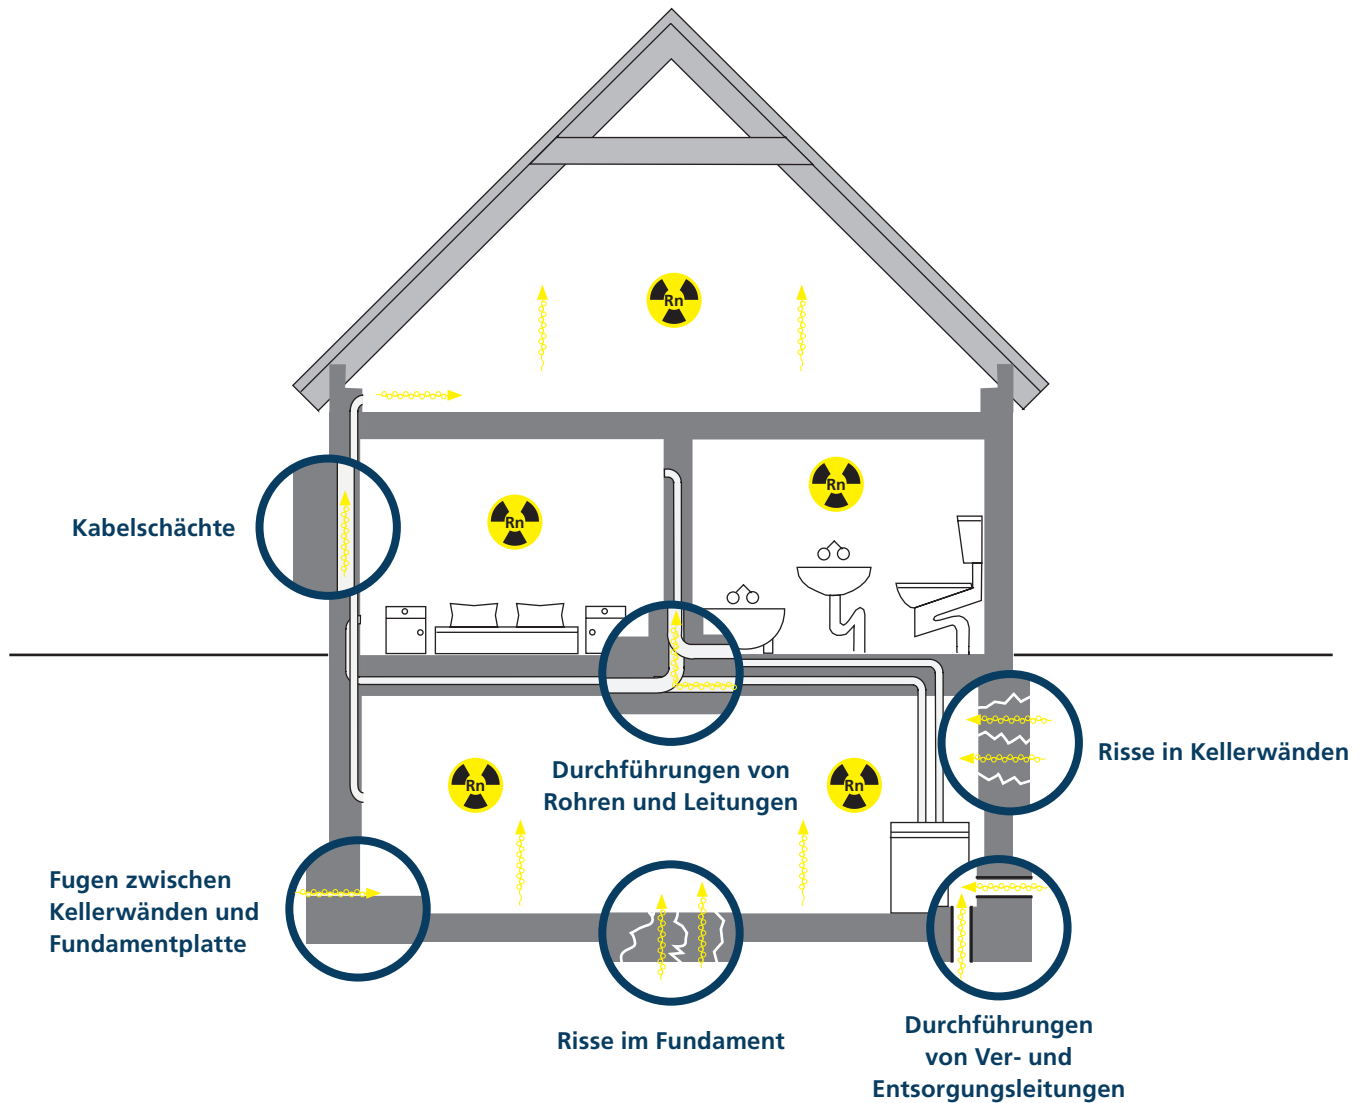 Rn
Rn
Rn
Kabelschächte
Rn
Rn
Durchführungen von
Rohren und Leitungen
Risse in Kellerwänden
Fugen zwischen
Kellerwänden und
Fundamentplatte
Risse im Fundament
Durchführungen
von Ver- und
Entsorgungsleitungen